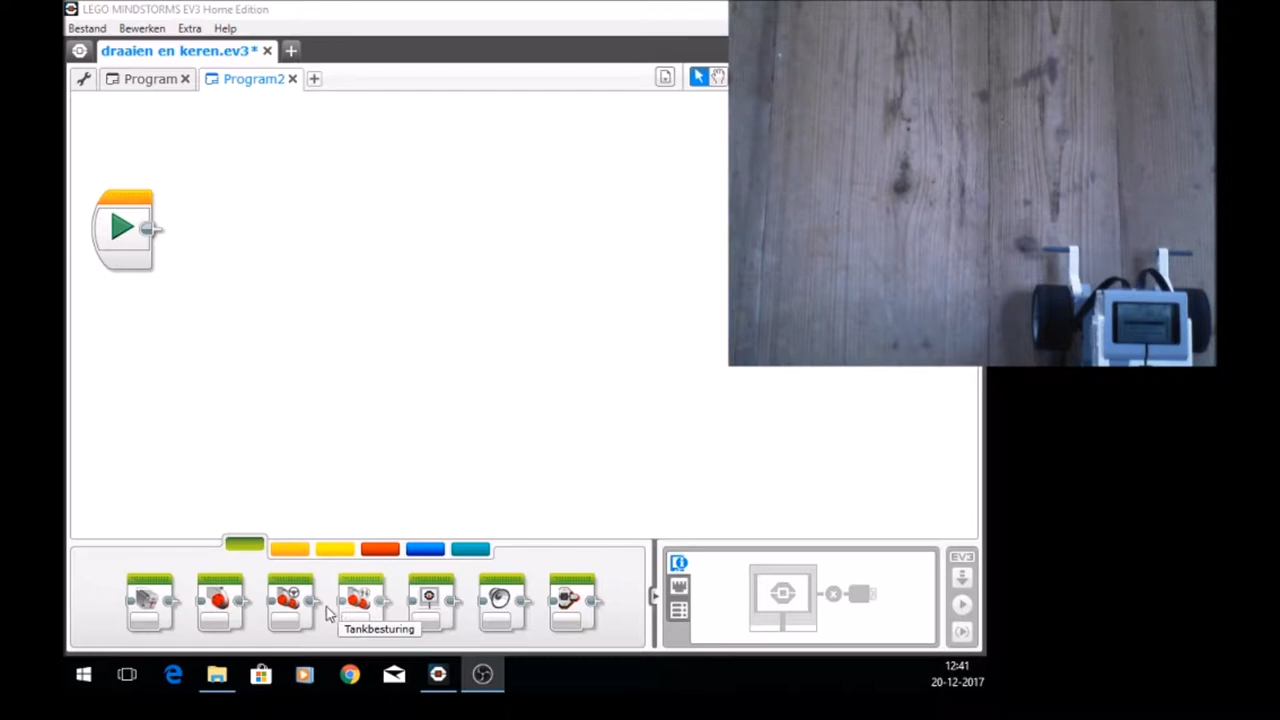 LEGO MINDSTORMS EV3 Home Edition
Bestand Bewerken Extra Help
draaien en keren.ev3*
Program Program2
Tankbesturing
EV3
12:41
20-12-2017